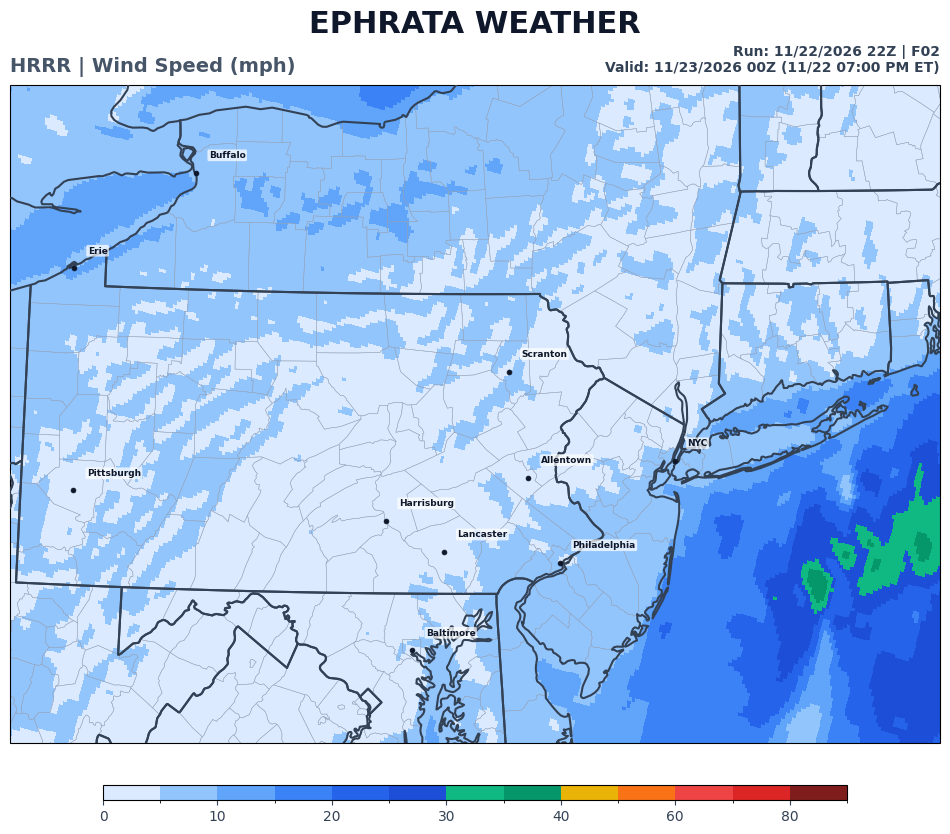 EPHRATA WEATHER
HRRR | Wind Speed (mph)
Run: 11/22/2026 22Z | F02
Valid: 11/23/2026 00Z (11/22 07:00 PM ET)
Buffalo
Erie
Scranton
NYC
Allentown
Pittsburgh
Harrisburg
Lancaster
Philadelphia
Baltimore
0 10 20 30 40 50 60 70 80